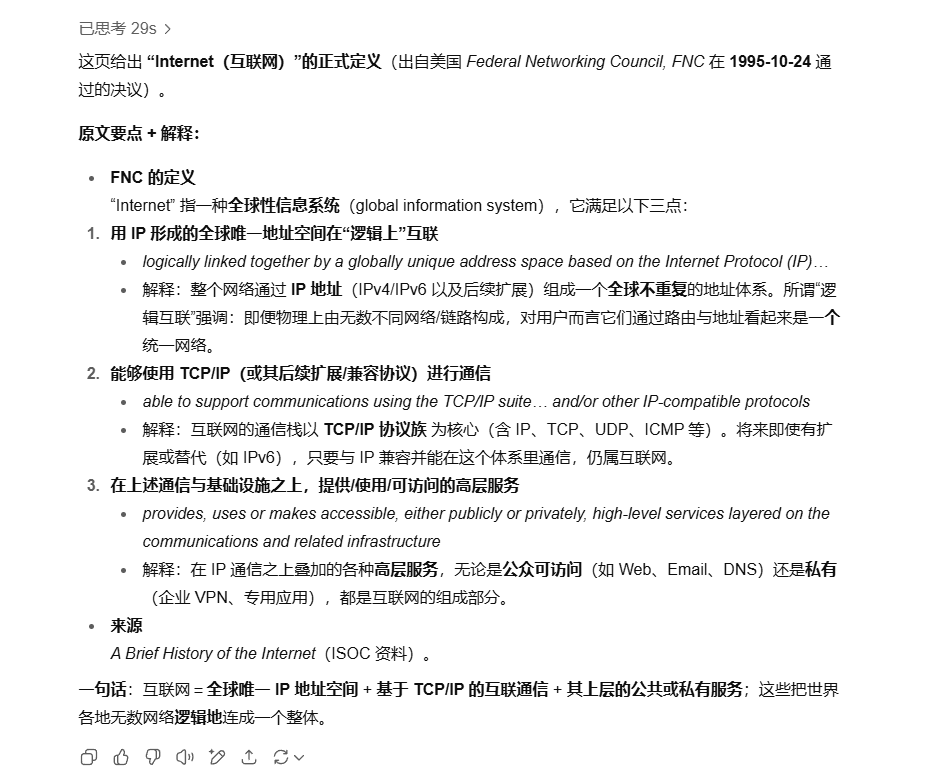 已思考 29s >
这页给出 “Internet（互联网）”的正式定义（出自美国 Federal Networking Council, FNC 在 1995-10-24 通
过的决议）。
原文要点 + 解释：
• FNC 的定义
“Internet” 指一种全球性信息系统（global information system），它满足以下三点：
1. 用 IP 形成的全球唯一地址空间在“逻辑上”互联
• logically linked together by a globally unique address space based on the Internet Protocol (IP)…
• 解释：整个网络通过 IP 地址（IPv4/IPv6 以及后续扩展）组成一个全球不重复的地址体系。所谓“逻
辑互联”强调：即便物理上由无数不同网络/链路构成，对用户而言它们通过路由与地址看起来是一个
统一网络。
2. 能够使用 TCP/IP（或其后续扩展/兼容协议）进行通信
• able to support communications using the TCP/IP suite… and/or other IP-compatible protocols
• 解释：互联网的通信栈以 TCP/IP 协议族 为核心（含 IP、TCP、UDP、ICMP 等）。将来即使有扩
展或替代（如 IPv6），只要与 IP 兼容并能在这个体系里通信，仍属互联网。
3. 在上述通信与基础设施之上，提供/使用/可访问的高层服务
• provides, uses or makes accessible, either publicly or privately, high-level services layered on the
communications and related infrastructure
• 解释：在 IP 通信之上叠加的各种高层服务，无论是公众可访问（如 Web、Email、DNS）还是私有
（企业 VPN、专用应用），都是互联网的组成部分。
• 来源
A Brief History of the Internet（ISOC 资料）。
一句话：互联网 = 全球唯一 IP 地址空间 + 基于 TCP/IP 的互联通信 + 其上层的公共或私有服务；这些把世界
各地无数网络逻辑地连成一个整体。